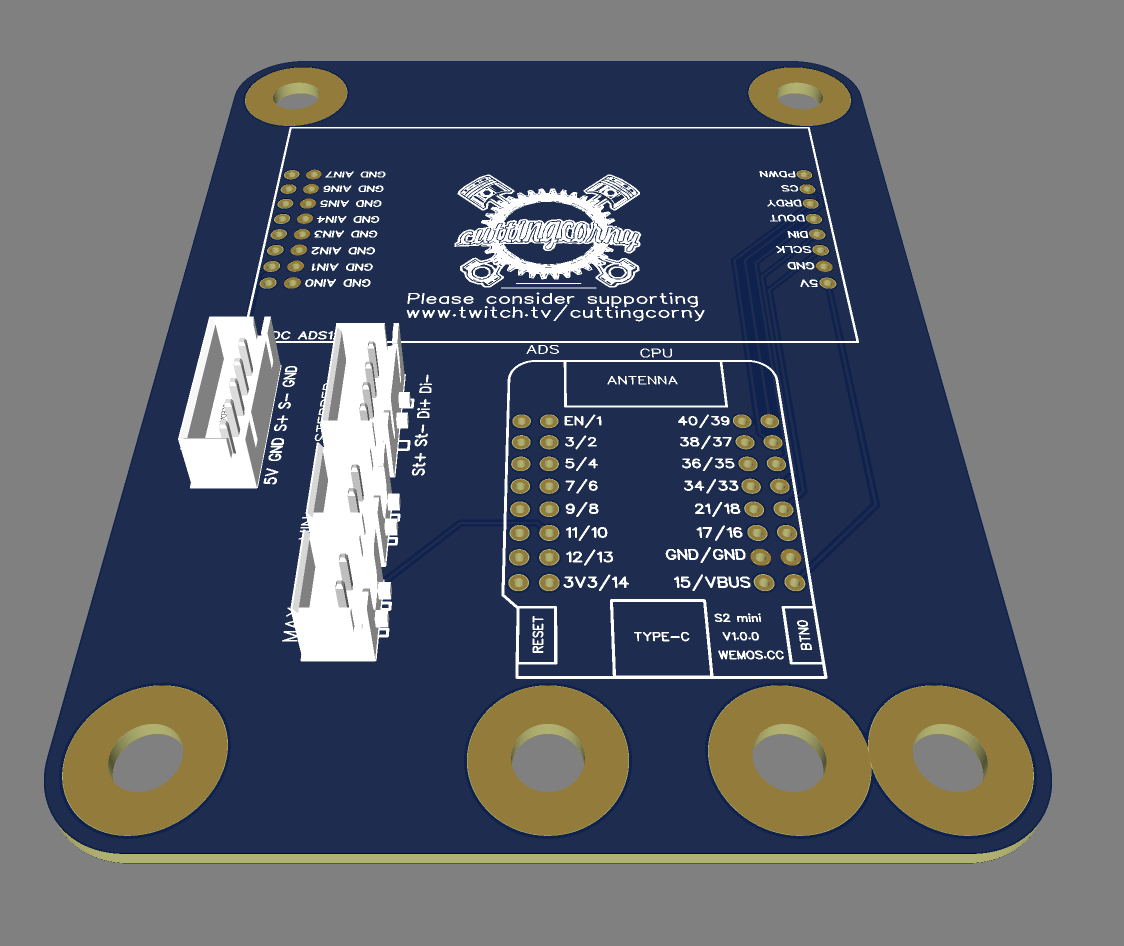 GND AIN7
GND AIN6
GND AIN5
GND AIN4
GND AIN3
GND AIN2
GND AIN1
GND AIN0
PDWN
CS
DRDY
DOUT
DIN
SCLK
GND
5V
cuttingcorny
Please consider supporting
www.twitch.tv/cuttingcorny
5V GND S+ S- GND
St+ St- Di+ Di-
MAX
ADS
CPU
ANTENNA
EN/1 40/39
3/2 38/37
5/4 36/35
7/6 34/33
9/8 21/18
11/10 17/16
12/13 GND/GND
3V3/14 15/VBUS
RESET
TYPE-C
S2 mini
V1.0.0
WEMOS.CC
BTN0